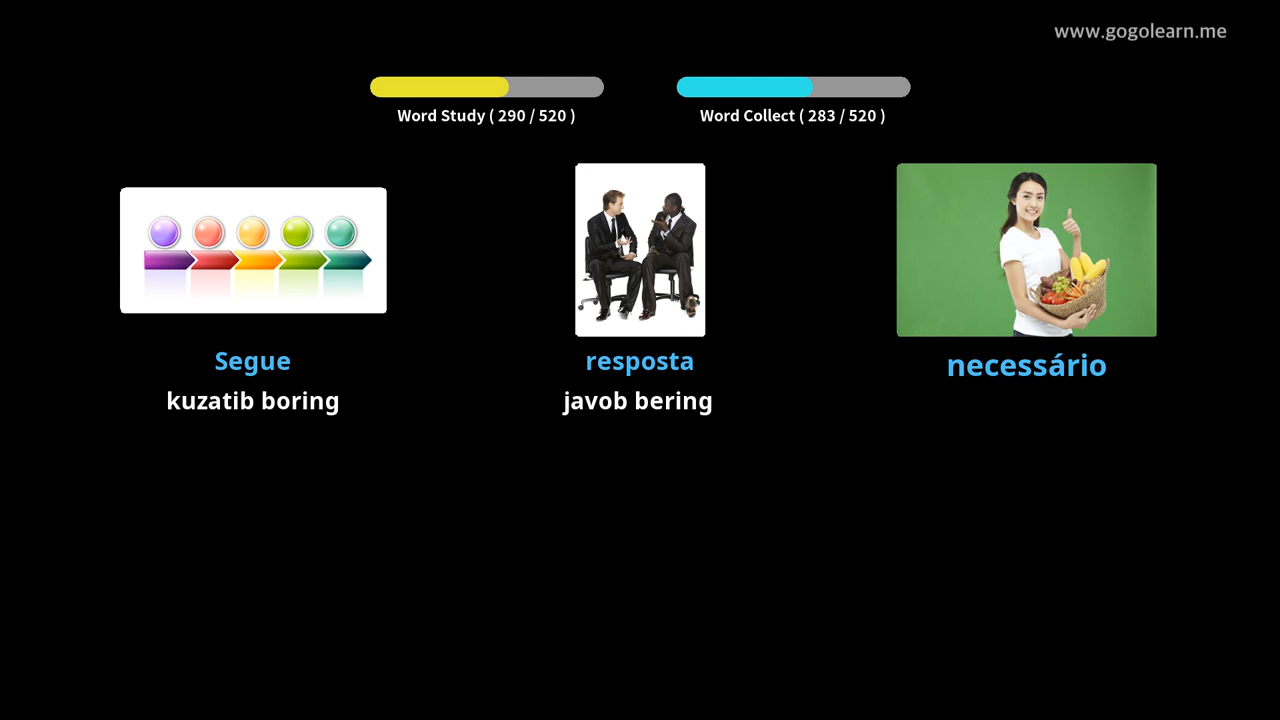 www.gogolearn.me
Word Study ( 290 / 520 )
Word Collect ( 283 / 520 )
Segue
resposta
necessário
kuzatib boring
javob bering